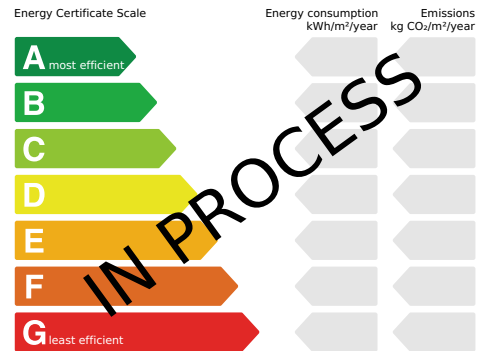 Energy Certificate Scale
Energy consumption
kWh/m²/year
Emissions
kg CO₂/m²/year
A most efficient
B
C
D
E
F
G least efficient
IN PROCESS